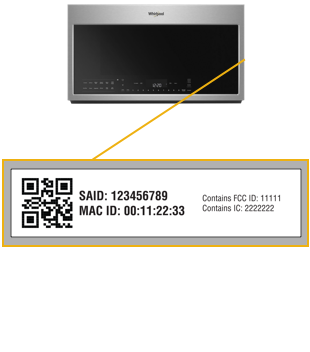 Whirlpool
SAID: 123456789
MAC ID: 00:11:22:33
Contains FCC ID: 11111
Contains IC: 2222222